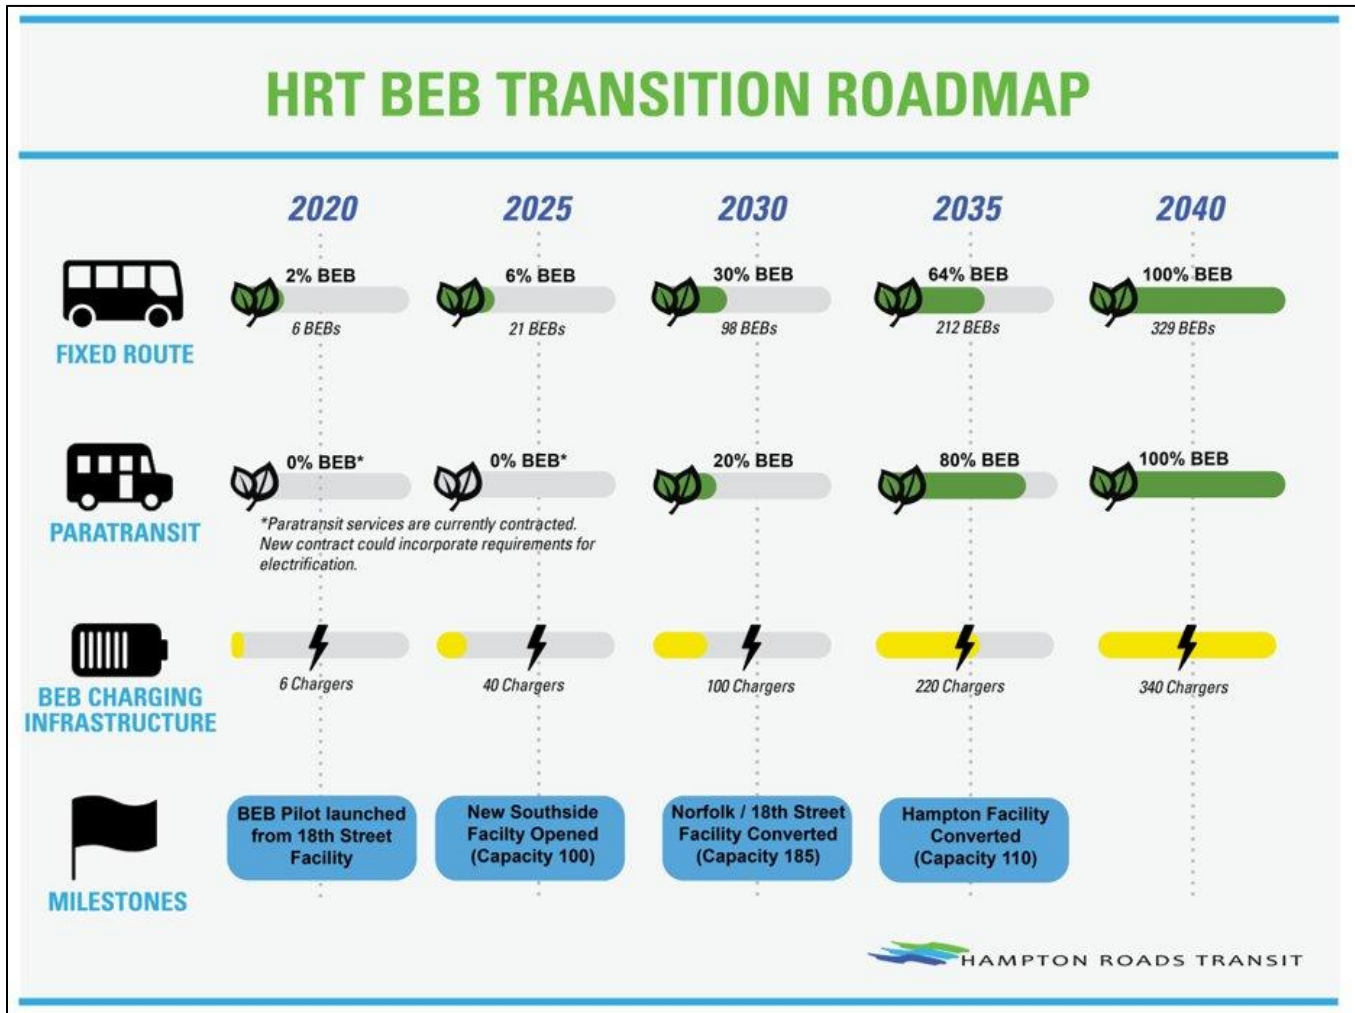 HRT BEB TRANSITION ROADMAP
2020
2025
2030
2035
2040
FIXED ROUTE
2% BEB
6 BEBs
6% BEB
21 BEBs
30% BEB
98 BEBs
64% BEB
212 BEBs
100% BEB
329 BEBs
PARATRANSIT
0% BEB*
0% BEB*
20% BEB
80% BEB
100% BEB
*Paratransit services are currently contracted.
New contract could incorporate requirements for
electrification.
BEB CHARGING
INFRASTRUCTURE
6 Chargers
40 Chargers
100 Chargers
220 Chargers
340 Chargers
MILESTONES
BEB Pilot launched
from 18th Street
Facility
New Southside
Facilty Opened
(Capacity 100)
Norfolk / 18th Street
Facility Converted
(Capacity 185)
Hampton Facility
Converted
(Capacity 110)
HAMPTON ROADS TRANSIT